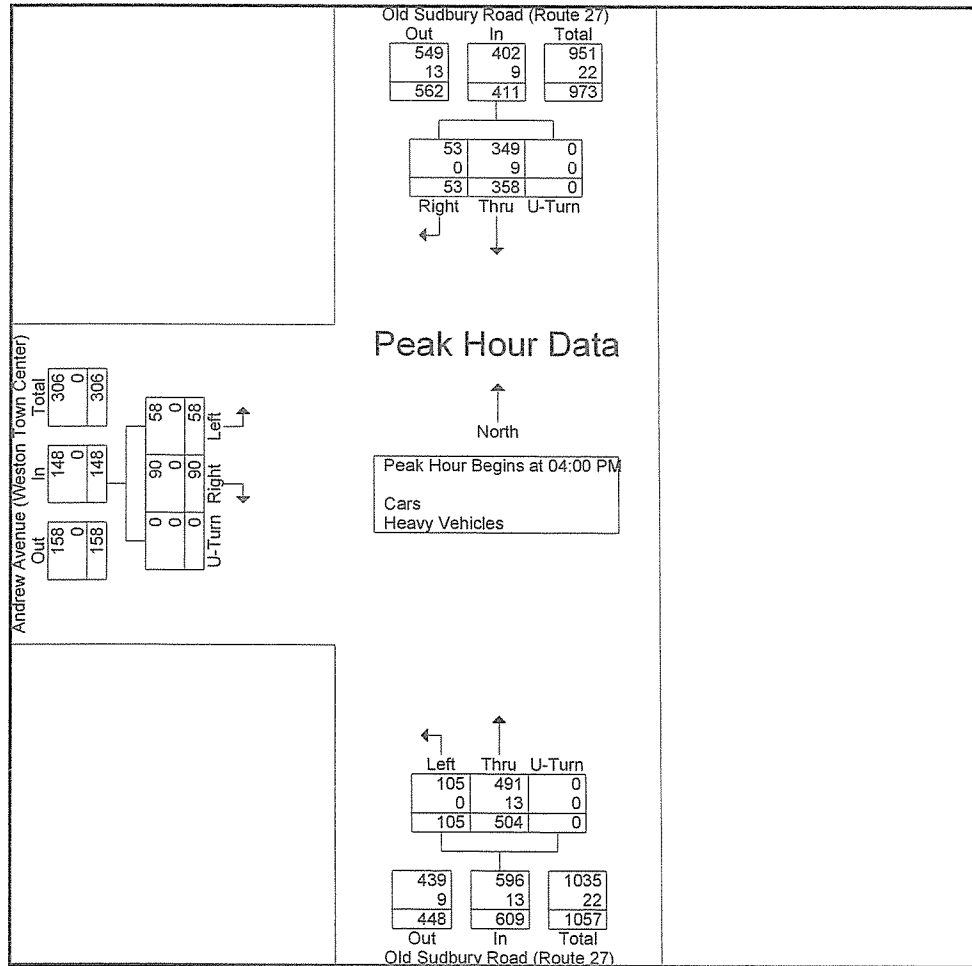 Old Sudbury Road (Route 27)
Out In Total
549 402 951
13 9 22
562 411 973
53 349 0
0 9 0
53 358 0
Right Thru U-Turn
Peak Hour Data
North
Peak Hour Begins at 04:00 PM
Cars
Heavy Vehicles
Andrew Avenue (Weston Town Center)
Out In Total
158 148 306
0 0 0
158 148 306
0 90 58
0 0 0
0 90 58
U-Turn Right Left
Left Thru U-Turn
105 491 0
0 13 0
105 504 0
439 596 1035
9 13 22
448 609 1057
Out In Total
Old Sudbury Road (Route 27)